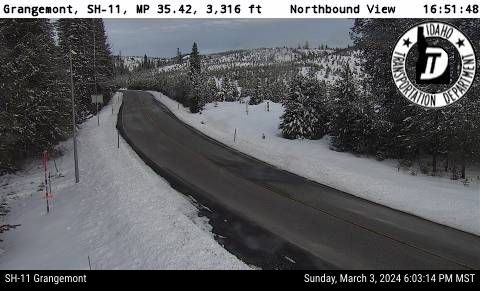 Grangemont, SH-11, MP 35.42, 3,316 ft Northbound View 16:51:48
IDAHO
TRANSPORTATION DEPARTMENT
SH-11 Grangemont Sunday, March 3, 2024 6:03:14 PM MST